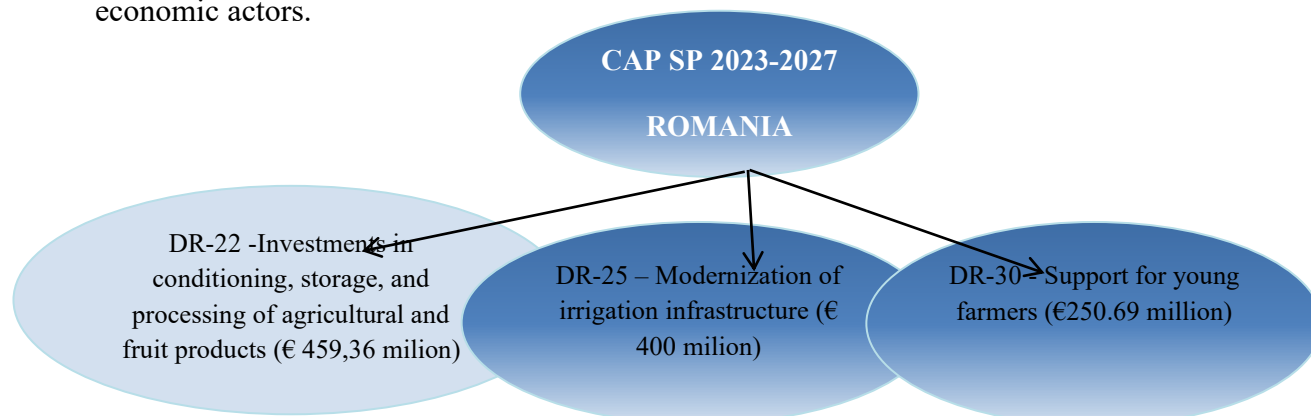 economic actors.
CAP SP 2023-2027
ROMANIA
DR-22 -Investments in
conditioning, storage, and
processing of agricultural and
fruit products (€ 459,36 milion)
DR-25 – Modernization of
irrigation infrastructure (€
400 milion)
DR-30 - Support for young
farmers (€250.69 million)